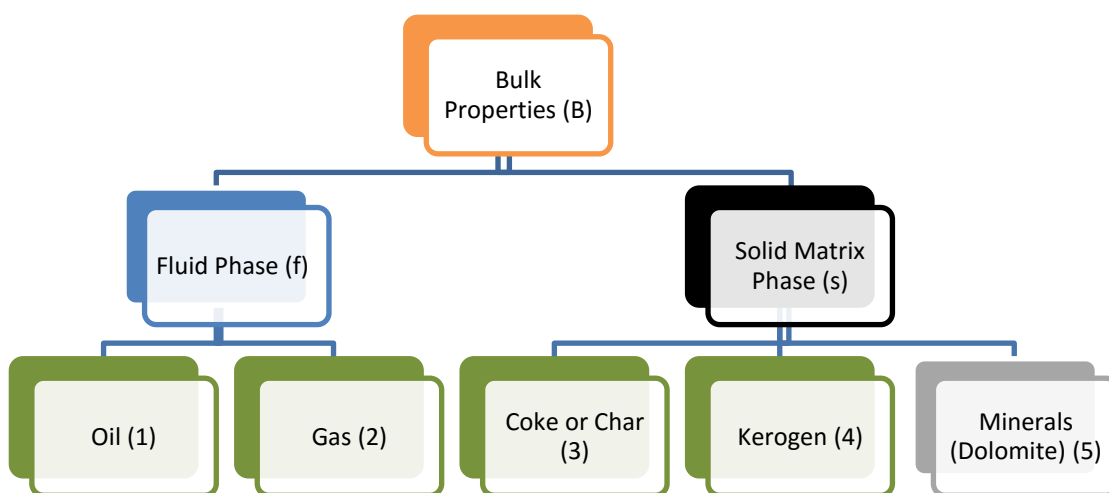 Bulk
Properties (B)
Fluid Phase (f)
Solid Matrix
Phase (s)
Oil (1)
Gas (2)
Coke or Char
(3)
Kerogen (4)
Minerals
(Dolomite) (5)